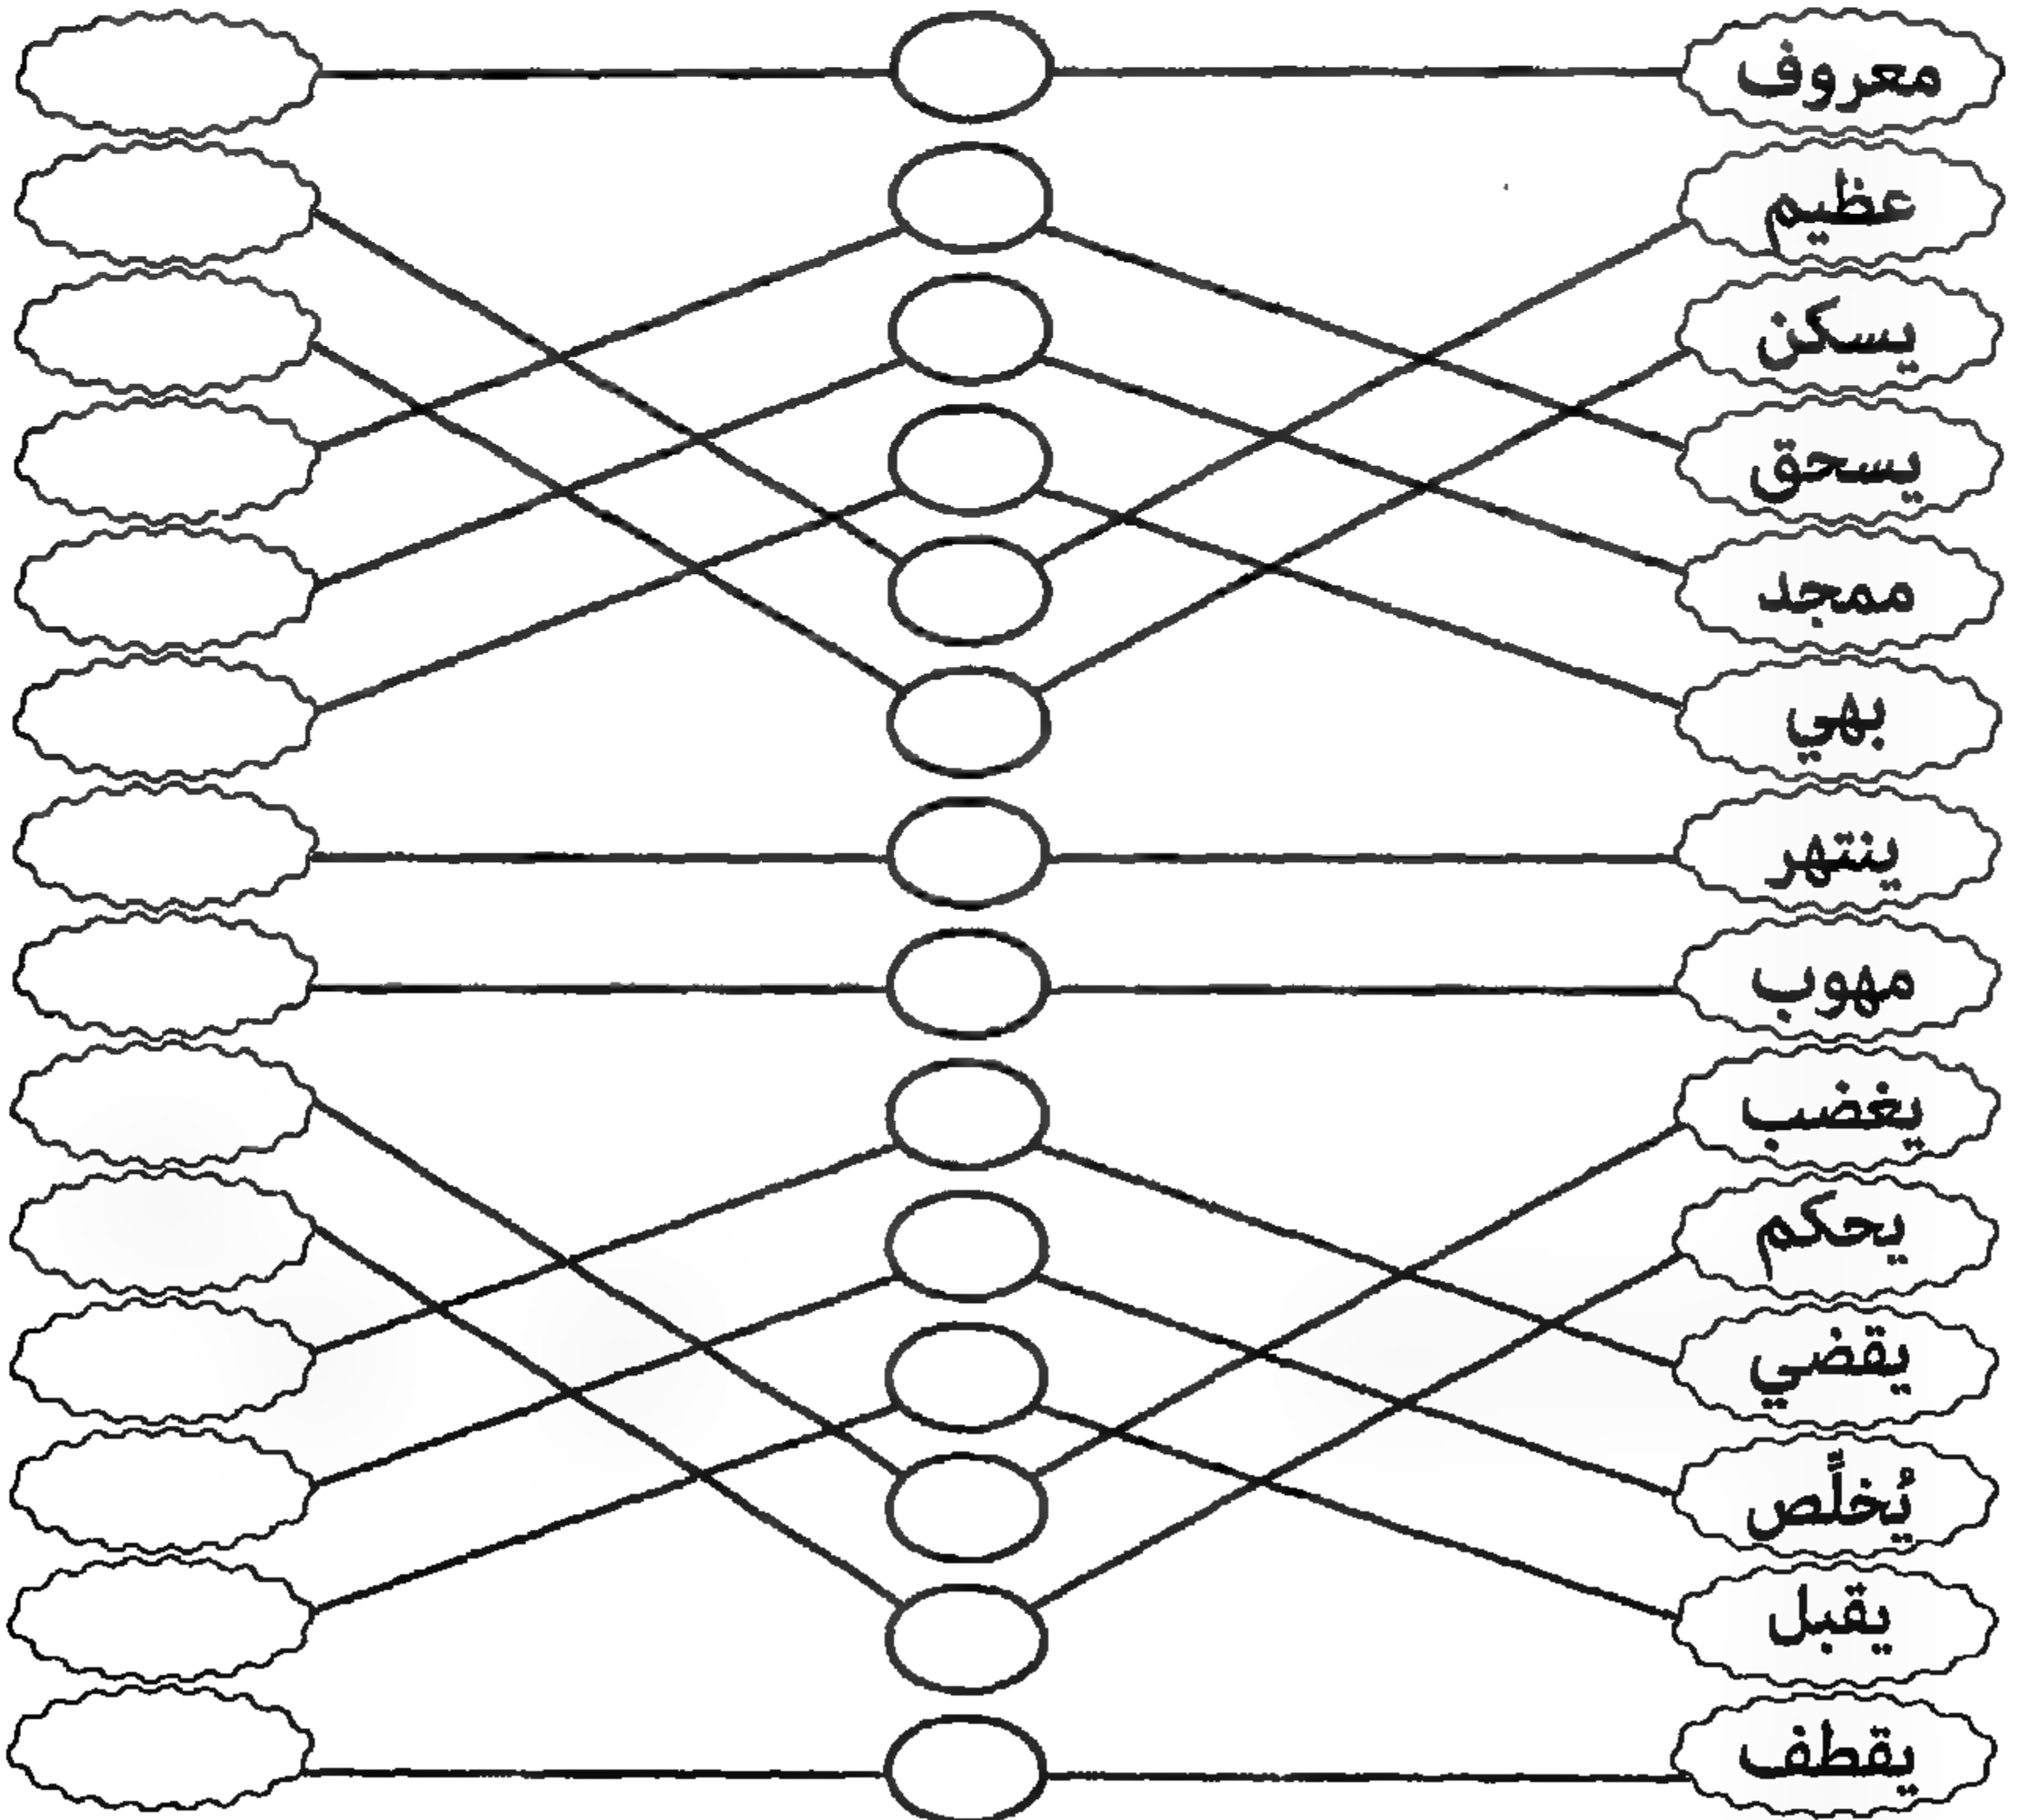 معروف
عظيم
يسكن
يسحق
ممجد
بهي
ينتهر
مهوب
يغضب
يحكم
يقضي
يُخلَّص
يقبل
يقطف